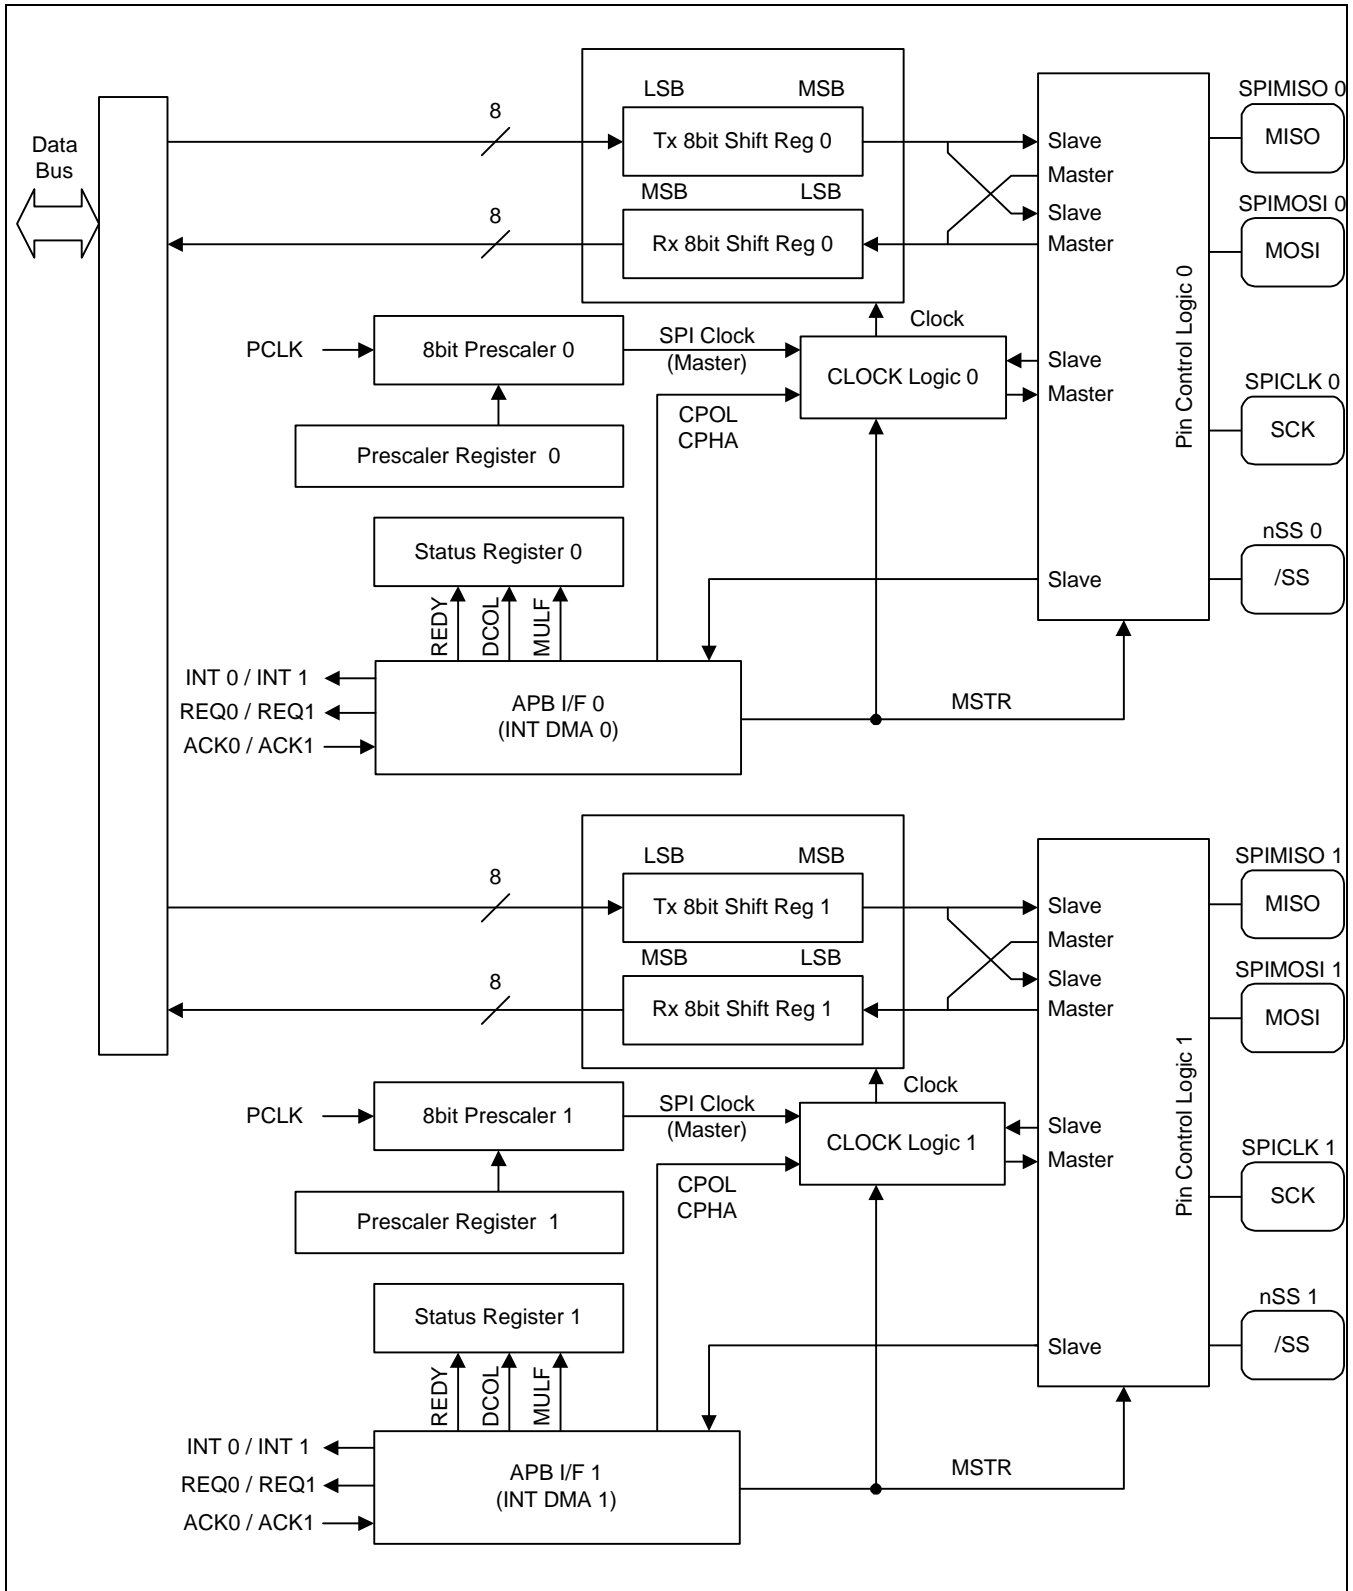 LSB MSB
SPIMISO 0
8
Data
Bus
Tx 8bit Shift Reg 0
Slave
MISO
Master
MSB LSB
SPIMOSI 0
8
Slave
Rx 8bit Shift Reg 0
Master
MOSI
Pin Control Logic 0
Clock
PCLK
8bit Prescaler 0
SPI Clock
(Master)
CLOCK Logic 0
Slave
Master
SPICLK 0
CPOL
CPHA
SCK
Prescaler Register 0
nSS 0
Status Register 0
Slave
/SS
REDY
DCOL
MULF
INT 0 / INT 1
REQ0 / REQ1
ACK0 / ACK1
APB I/F 0
(INT DMA 0)
MSTR
LSB MSB
SPIMISO 1
8
Tx 8bit Shift Reg 1
Slave
MISO
Master
MSB LSB
SPIMOSI 1
8
Slave
Rx 8bit Shift Reg 1
Master
MOSI
Pin Control Logic 1
Clock
PCLK
8bit Prescaler 1
SPI Clock
(Master)
CLOCK Logic 1
Slave
Master
SPICLK 1
CPOL
CPHA
SCK
Prescaler Register 1
nSS 1
Status Register 1
Slave
/SS
REDY
DCOL
MULF
INT 0 / INT 1
REQ0 / REQ1
ACK0 / ACK1
APB I/F 1
(INT DMA 1)
MSTR